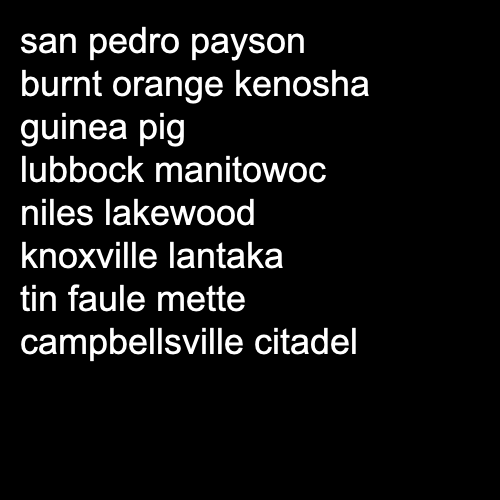 san pedro payson
burnt orange kenosha
guinea pig
lubbock manitowoc
niles lakewood
knoxville lantaka
tin faule mette
campbellsville citadel